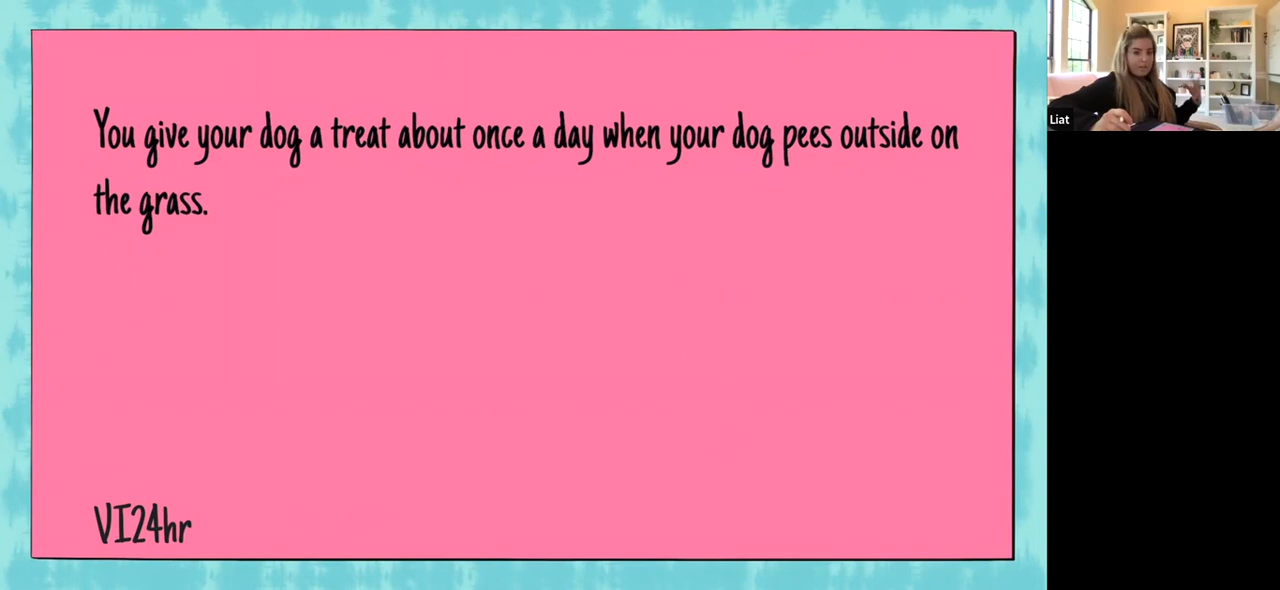 You give your dog a treat about once a day when your dog pees outside on
the grass.
VI24hr
Liat